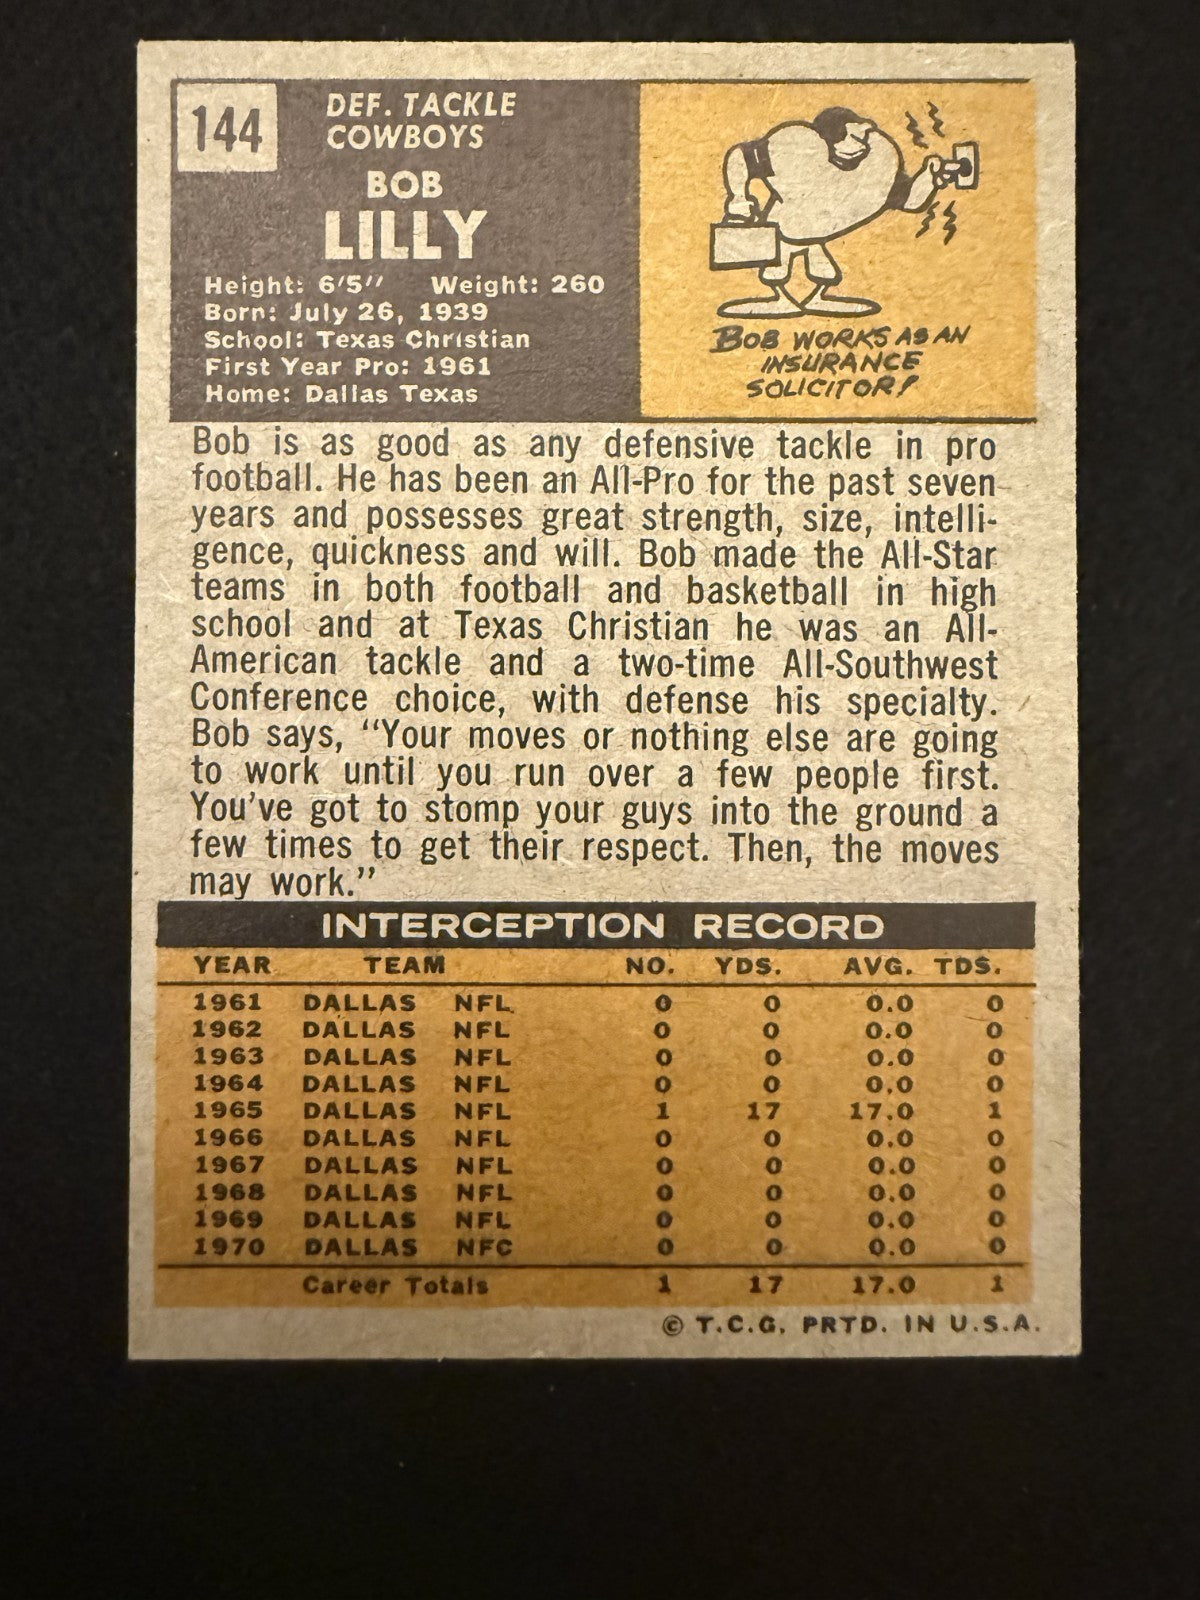 144
DEF. TACKLE
COWBOYS
BOB
LILLY
Height: 6'5" Weight: 260
Born: July 26, 1939
School: Texas Christian
First Year Pro: 1961
Home: Dallas Texas
BOB WORKS AS AN
INSURANCE
SOLICITOR!
Bob is as good as any defensive tackle in pro
football. He has been an All-Pro for the past seven
years and possesses great strength, size, intelli-
gence, quickness and will. Bob made the All-Star
teams in both football and basketball in high
school and at Texas Christian he was an All-
American tackle and a two-time All-Southwest
Conference choice, with defense his specialty.
Bob says, "Your moves or nothing else are going
to work until you run over a few people first.
You've got to stomp your guys into the ground a
few times to get their respect. Then, the moves
may work."
INTERCEPTION RECORD
YEAR TEAM NO. YDS. AVG. TDS.
1961 DALLAS NFL 0 0 0.0 0
1962 DALLAS NFL 0 0 0.0 0
1963 DALLAS NFL 0 0 0.0 0
1964 DALLAS NFL 0 0 0.0 0
1965 DALLAS NFL 1 17 17.0 1
1966 DALLAS NFL 0 0 0.0 0
1967 DALLAS NFL 0 0 0.0 0
1968 DALLAS NFL 0 0 0.0 0
1969 DALLAS NFL 0 0 0.0 0
1970 DALLAS NFC 0 0 0.0 0
Career Totals 1 17 17.0 1
© T.C.G. PRTD. IN U.S.A.